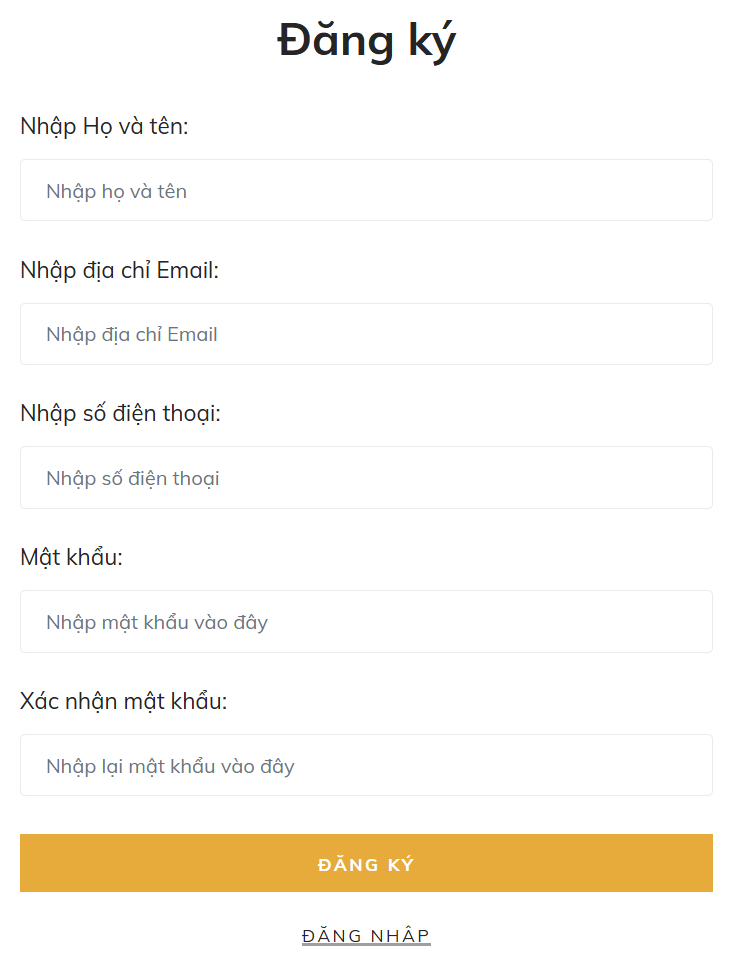 Đăng ký
Nhập Họ và tên:
Nhập họ và tên
Nhập địa chỉ Email:
Nhập địa chỉ Email
Nhập số điện thoại:
Nhập số điện thoại
Mật khẩu:
Nhập mật khẩu vào đây
Xác nhận mật khẩu:
Nhập lại mật khẩu vào đây
ĐĂNG KÝ
ĐĂNG NHẬP